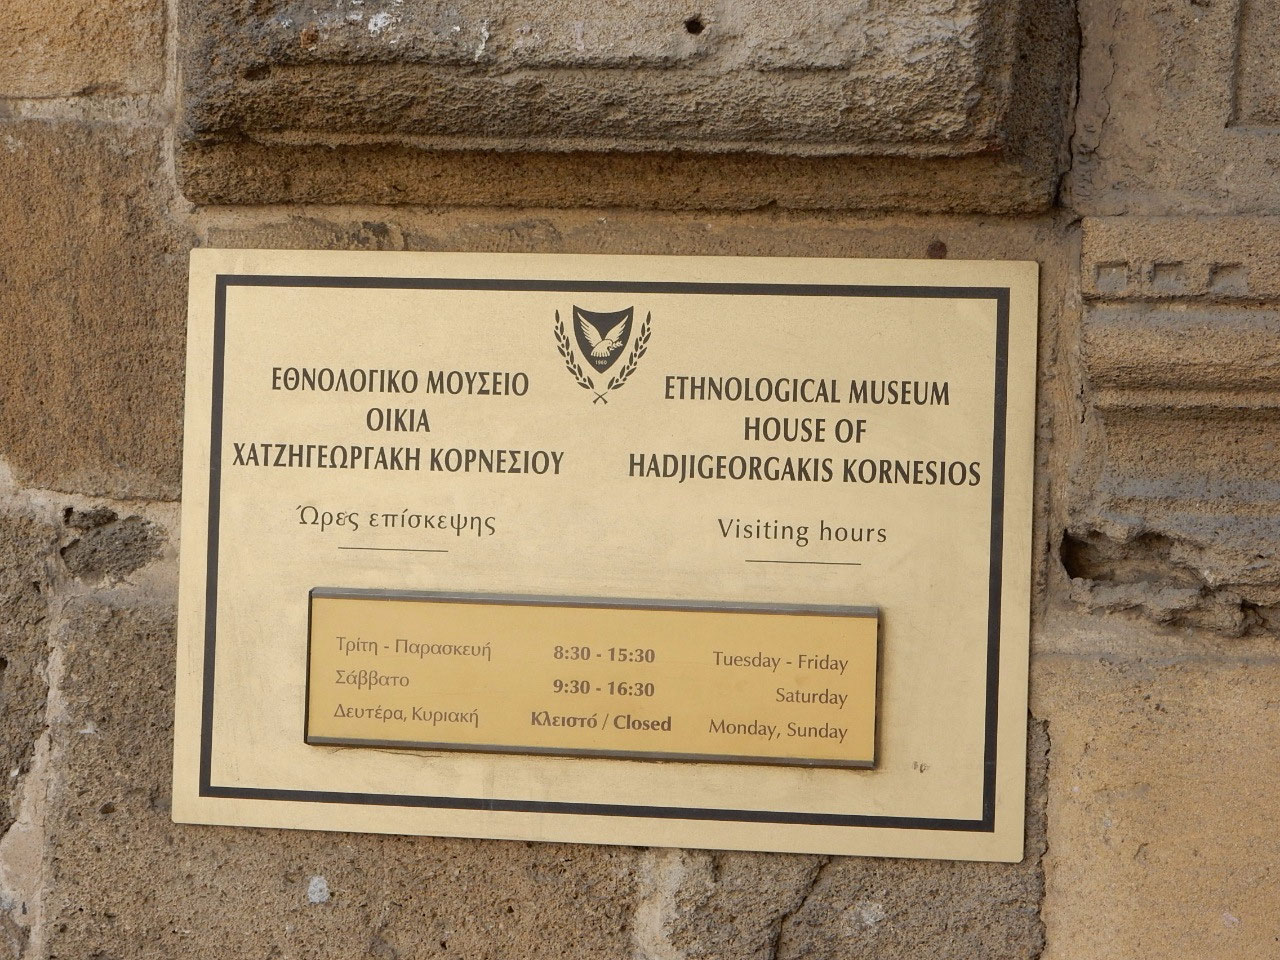 ΕΘΝΟΛΟΓΙΚΟ ΜΟΥΣΕΙΟ
ΟΙΚΙΑ
ΧΑΤΖΗΓΕΩΡΓΑΚΗ ΚΟΡΝΕΣΙΟΥ
Ώρες επίσκεψης
1960
ETHNOLOGICAL MUSEUM
HOUSE OF
HADJIGEORGAKIS KORNESIOS
Visiting hours
Τρίτη - Παρασκευή 8:30 - 15:30 Tuesday - Friday
Σάββατο 9:30 - 16:30 Saturday
Δευτέρα, Κυριακή Κλειστό / Closed Monday, Sunday